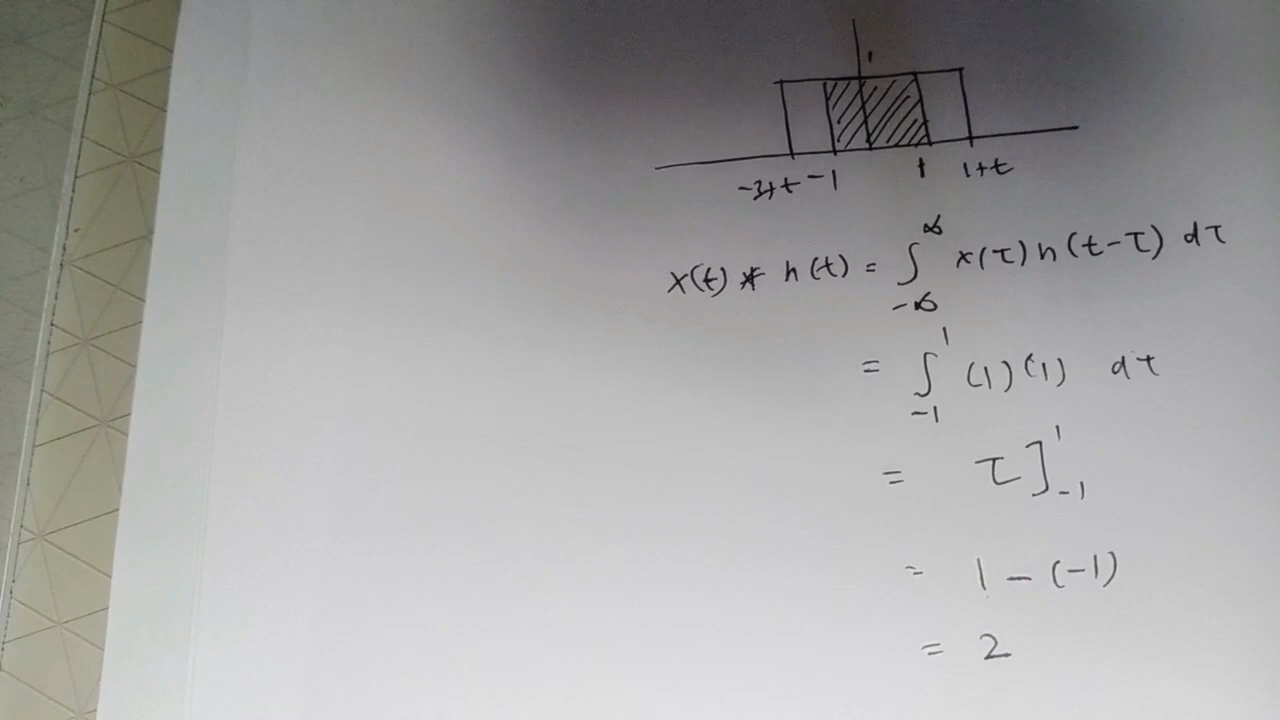 1
-3+t -1 1 1+t
x(t) * h(t) = ∫_{-∞}^{∞} x(τ) h(t-τ) dτ
= ∫_{-1}^{1} (1)(1) dτ
= τ]_{-1}^{1}
= 1 - (-1)
= 2